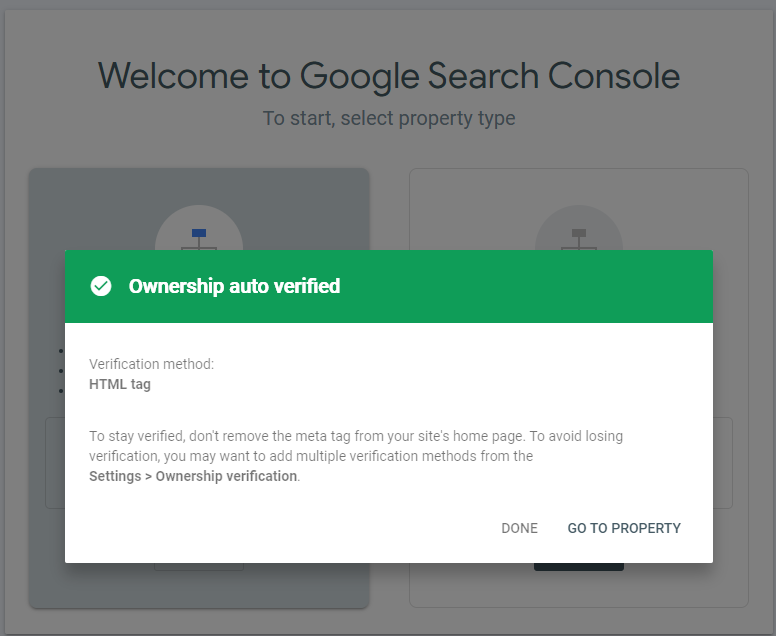 Welcome to Google Search Console
To start, select property type
Ownership auto verified
Verification method:
HTML tag
To stay verified, don't remove the meta tag from your site's home page. To avoid losing
verification, you may want to add multiple verification methods from the
Settings > Ownership verification.
DONE GO TO PROPERTY